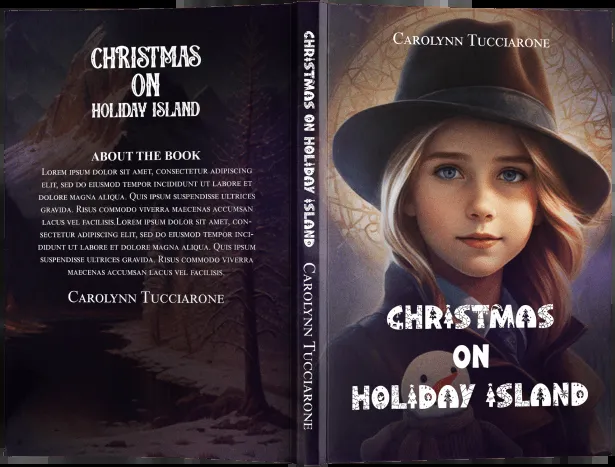 CHRISTMAS
ON
HOLIDAY ISLAND
ABOUT THE BOOK
LOREM IPSUM DOLOR SIT AMET, CONSECTETUR ADIPISCING
ELIT, SED DO EIUSMOD TEMPOR INCIDIDUNT UT LABORE ET
DOLORE MAGNA ALIQUA. QUIS IPSUM SUSPENDISSE ULTRICES
GRAVIDA. RISUS COMMODO VIVERRA MAECENAS ACCUMSAN
LACUS VEL FACILISIS.LOREM IPSUM DOLOR SIT AMET, CON-
SECTETUR ADIPISCING ELIT, SED DO EIUSMOD TEMPOR INCI-
DIDUNT UT LABORE ET DOLORE MAGNA ALIQUA. QUIS IPSUM
SUSPENDISSE ULTRICES GRAVIDA. RISUS COMMODO VIVERRA
MAECENAS ACCUMSAN LACUS VEL FACILISIS.
CAROLYNN TUCCIARONE
CHRISTMAS ON HOLIDAY ISLAND CAROLYNN TUCCIARONE
CAROLYNN TUCCIARONE
CHRISTMAS
ON
HOLIDAY ISLAND